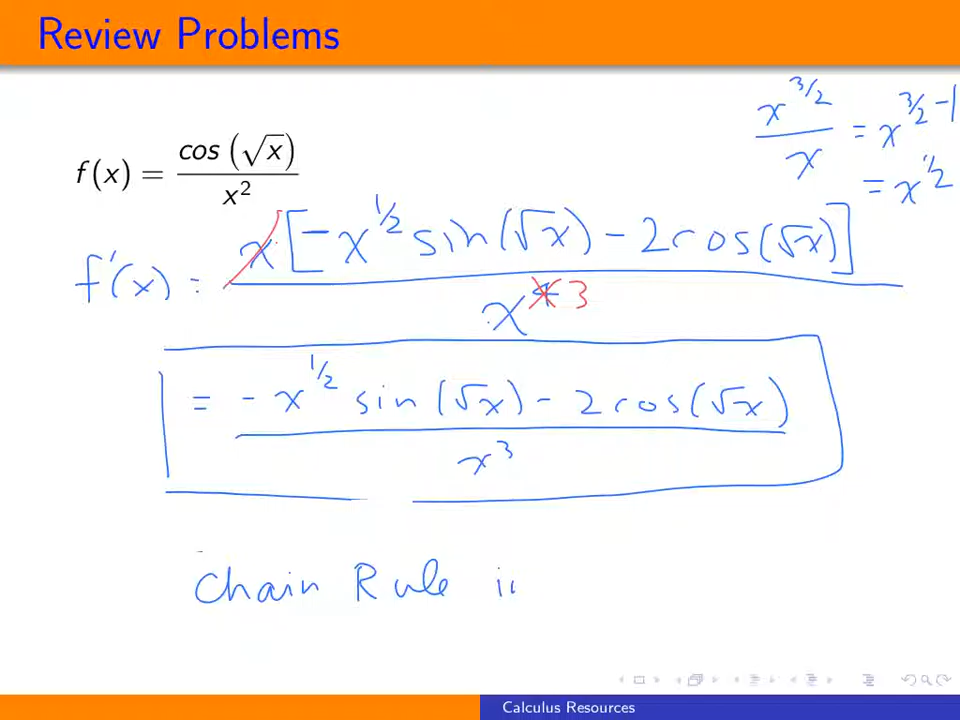 Review Problems
x^{3/2} / x = x^{3/2 - 1}
= x^{1/2}
f(x) = cos(√x) / x²
f'(x) = x[-x^{1/2} sin(√x) - 2cos(√x)] / x^4 3
= -x^{1/2} sin(√x) - 2cos(√x) / x³
Chain Rule
Calculus Resources